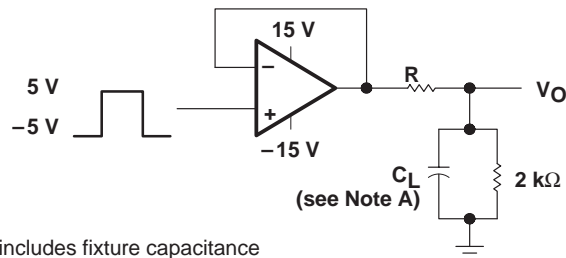 15 V
5 V
−5 V
−
+
−15 V
R
VO
CL
(see Note A)
2 kΩ
includes fixture capacitance